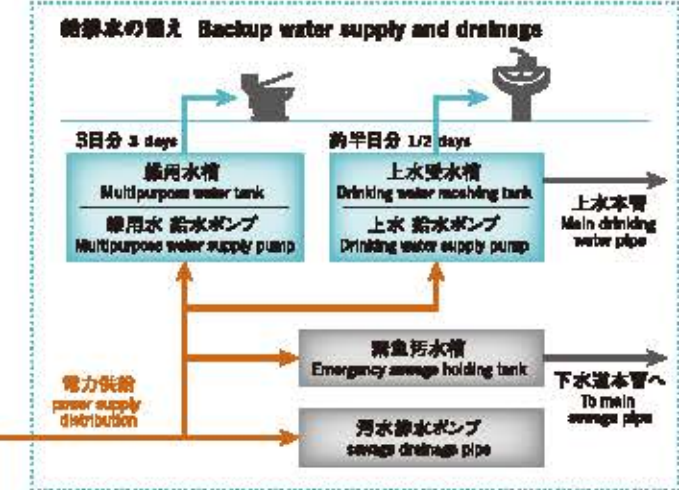 給排水の備え Backup water supply and drainage
3日分 3 days
約半日分 1/2 days
雑用水槽
Multipurpose water tank
雑用水 給水ポンプ
Multipurpose water supply pump
上水受水槽
Drinking water receiving tank
上水 給水ポンプ
Drinking water supply pump
上水本管
Main drinking
water pipe
緊急汚水槽
Emergency sewage holding tank
汚水排水ポンプ
sewage drainage pipe
下水道本管へ
To main
sewage pipe
電力供給
power supply
distribution